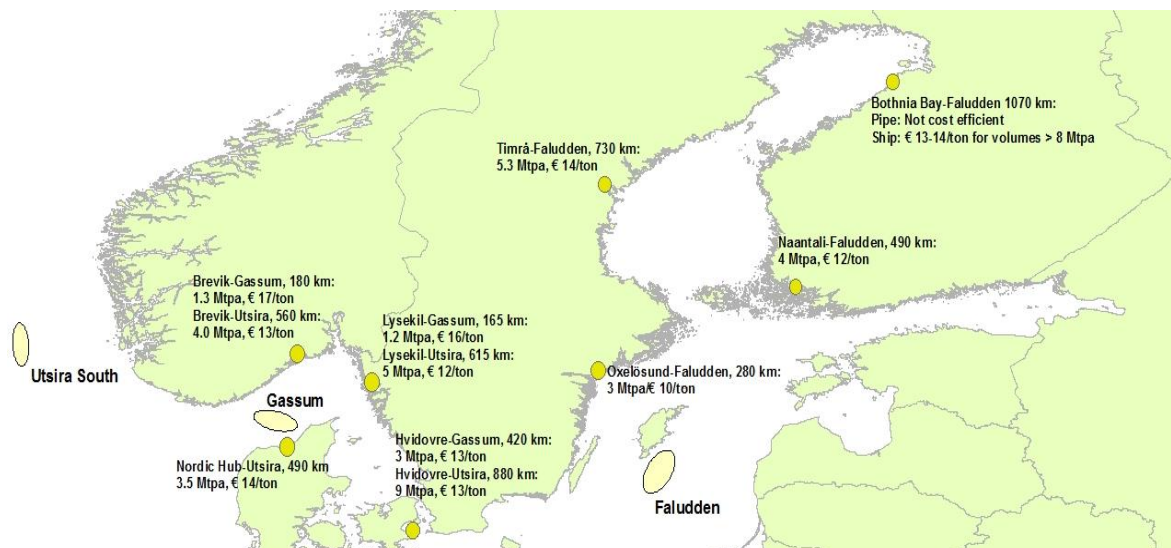 Bothnia Bay-Faludden 1070 km:
Pipe: Not cost efficient
Ship: € 13-14/ton for volumes > 8 Mtpa
Timrå-Faludden, 730 km:
5.3 Mtpa, € 14/ton
Naantali-Faludden, 490 km:
4 Mtpa, € 12/ton
Brevik-Gassum, 180 km:
1.3 Mtpa, € 17/ton
Brevik-Utsira, 560 km:
4.0 Mtpa, € 13/ton
Lysekil-Gassum, 165 km:
1.2 Mtpa, € 16/ton
Lysekil-Utsira, 615 km:
5 Mtpa, € 12/ton
Utsira South
Oxelösund-Faludden, 280 km:
3 Mtpa/€ 10/ton
Gassum
Hvidovre-Gassum, 420 km:
3 Mtpa, € 13/ton
Hvidovre-Utsira, 880 km:
9 Mtpa, € 13/ton
Nordic Hub-Utsira, 490 km
3.5 Mtpa, € 14/ton
Faludden